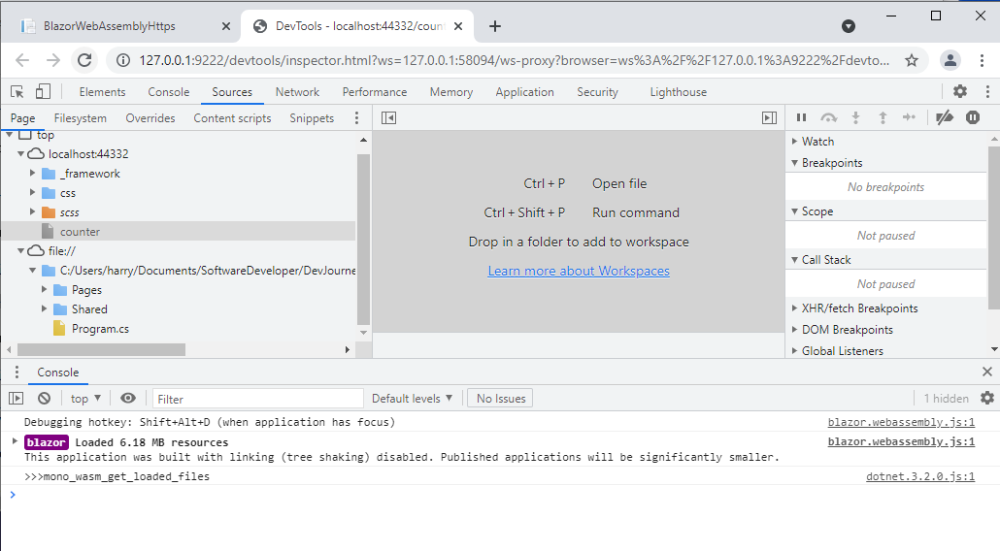 BlazorWebAssemblyHttps
DevTools - localhost:44332/coun
127.0.0.1:9222/devtools/inspector.html?ws=127.0.0.1:58094/ws-proxy?browser=ws%3A%2F%2F127.0.0.1%3A9222%2Fdevto...
Elements Console Sources Network Performance Memory Application Security Lighthouse
Page Filesystem Overrides Content scripts Snippets
top
localhost:44332
_framework
css
scss
counter
file://
C:/Users/harry/Documents/SoftwareDeveloper/DevJourne
Pages
Shared
Program.cs
Ctrl + P Open file
Ctrl + Shift + P Run command
Drop in a folder to add to workspace
Learn more about Workspaces
Watch
Breakpoints
No breakpoints
Scope
Not paused
Call Stack
Not paused
XHR/fetch Breakpoints
DOM Breakpoints
Global Listeners
Console
top Filter Default levels No Issues 1 hidden
Debugging hotkey: Shift+Alt+D (when application has focus) blazor.webassembly.js:1
blazor Loaded 6.18 MB resources blazor.webassembly.js:1
This application was built with linking (tree shaking) disabled. Published applications will be significantly smaller.
>>>mono_wasm_get_loaded_files dotnet.3.2.0.js:1